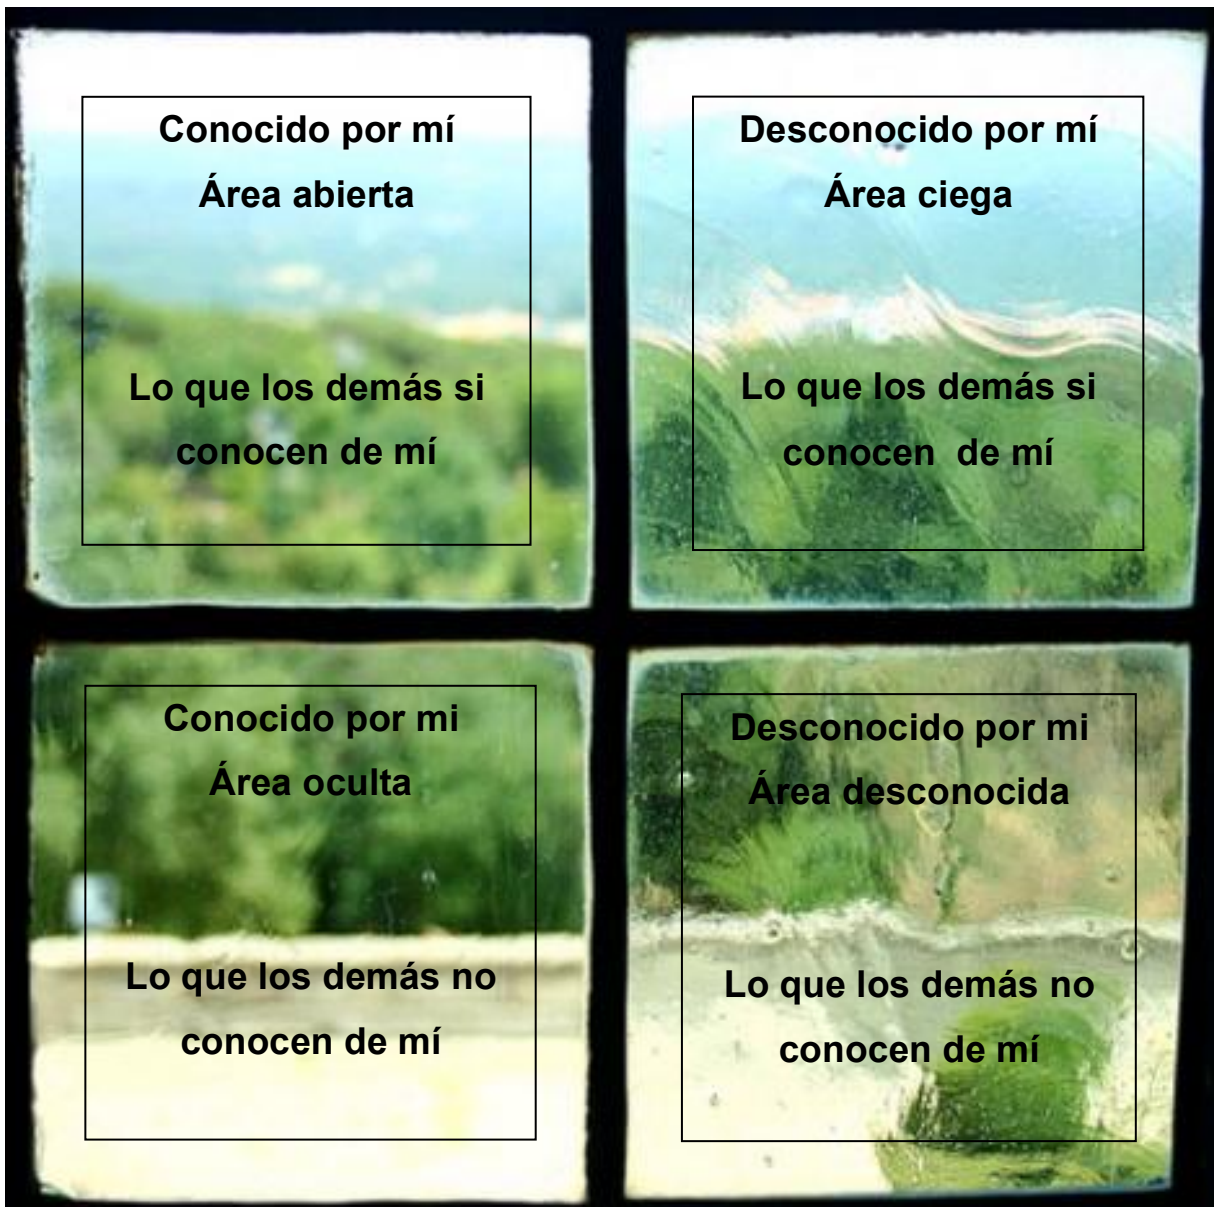 Conocido por mí
Área abierta
Lo que los demás si
conocen de mí
Desconocido por mí
Área ciega
Lo que los demás si
conocen  de mí
Conocido por mi
Área oculta
Lo que los demás no
conocen de mí
Desconocido por mi
Área desconocida
Lo que los demás no
conocen de mí